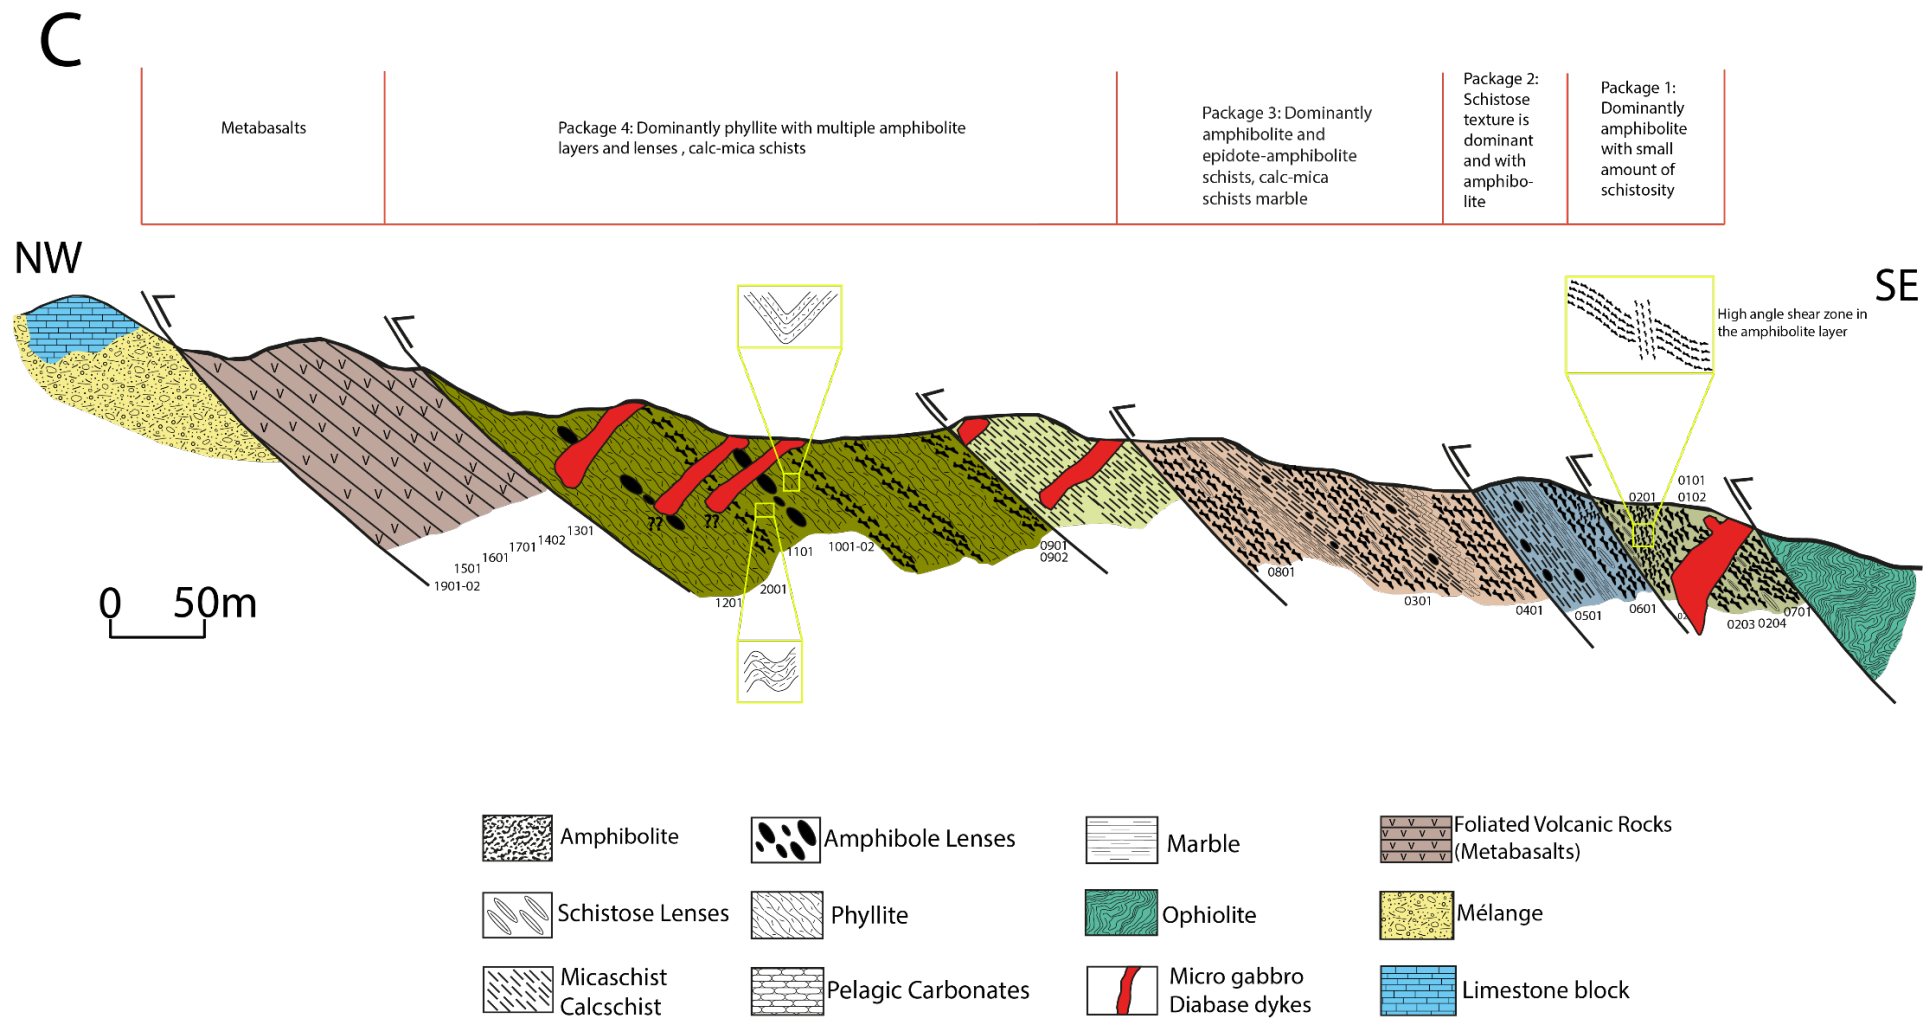 C
Metabasalts
Package 4: Dominantly phyllite with multiple amphibolite
layers and lenses , calc-mica schists
Package 3: Dominantly
amphibolite and
epidote-amphibolite
schists, calc-mica
schists marble
Package 2:
Schistose
texture is
dominant
and with
amphibo-
lite
Package 1:
Dominantly
amphibolite
with small
amount of
schistosity
NW
SE
High angle shear zone in
the amphibolite layer
V V V V V V V V V V V V V V V V V V V V V V V V V V V V V
0101
0102
0201
??
??
1301
1402
1701
1601
1501
1901-02
1101
1001-02
2001
1201
0901
0902
0801
0301
0401
0501
0601
0203 0204
0701
0 50m
Amphibolite
Amphibole Lenses
Marble
V V V V
V V V
V V V V
Foliated Volcanic Rocks
(Metabasalts)
Schistose Lenses
Phyllite
Ophiolite
Mélange
Micaschist
Calcschist
Pelagic Carbonates
Micro gabbro
Diabase dykes
Limestone block